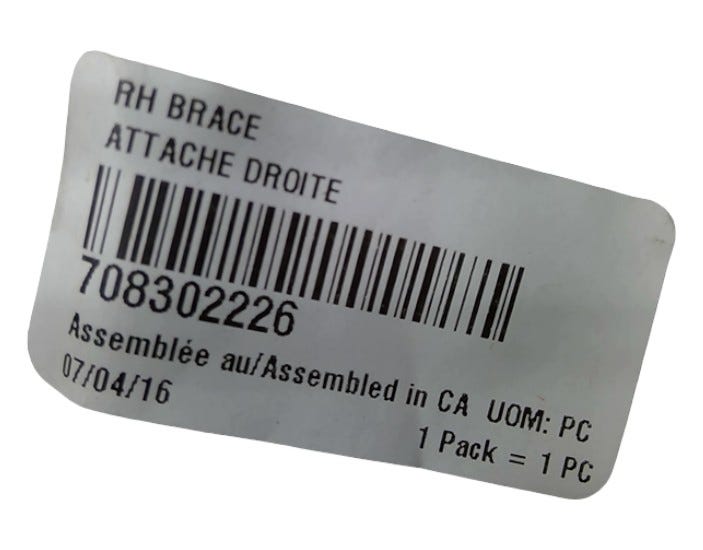 RH BRACE
ATTACHE DROITE
708302226
Assemblée au/Assembled in CA UOM: PC
07/04/16
1 Pack = 1 PC